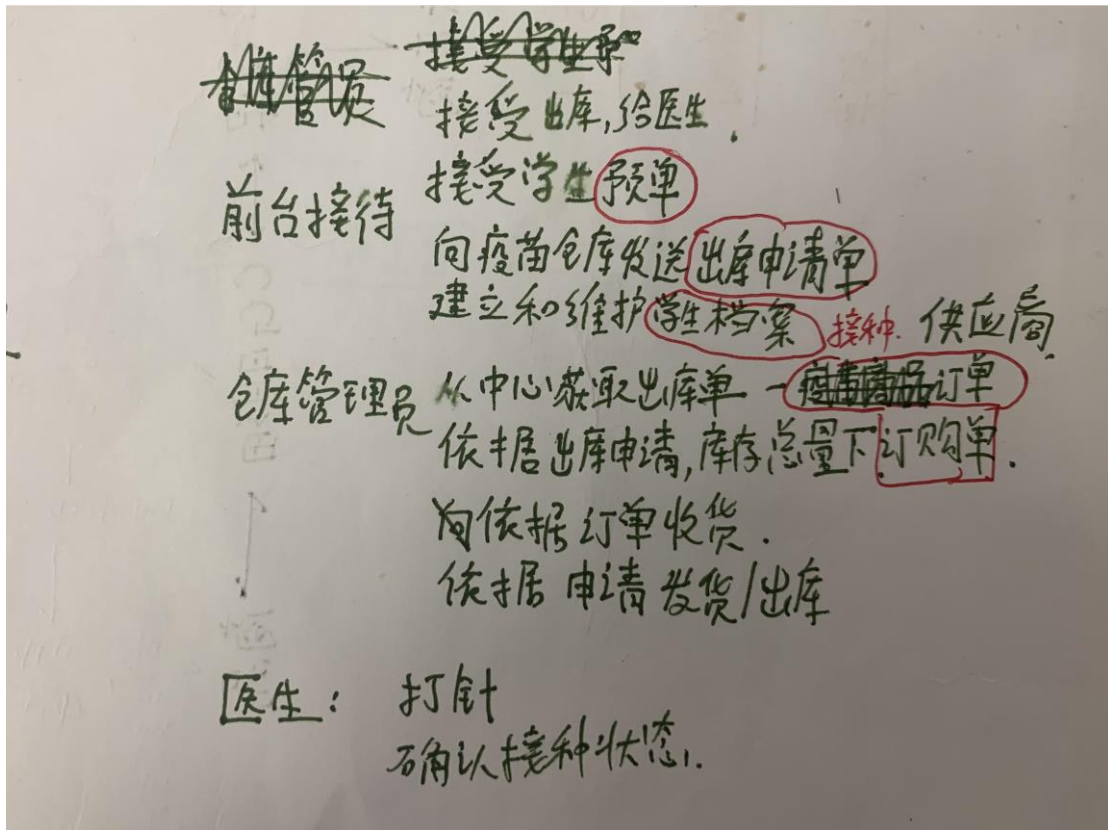 接受出库,给医生.
前台接待 接受学生预单
向疫苗仓库发送出库申请单
建立和维护学生档案 接种. 供应商.
仓库管理员 从中心获取出库单 - 订单
依据出库申请,库存总量下订购单.
依据订单收货.
依据申请发货/出库
医生: 打针
确认接种状态.